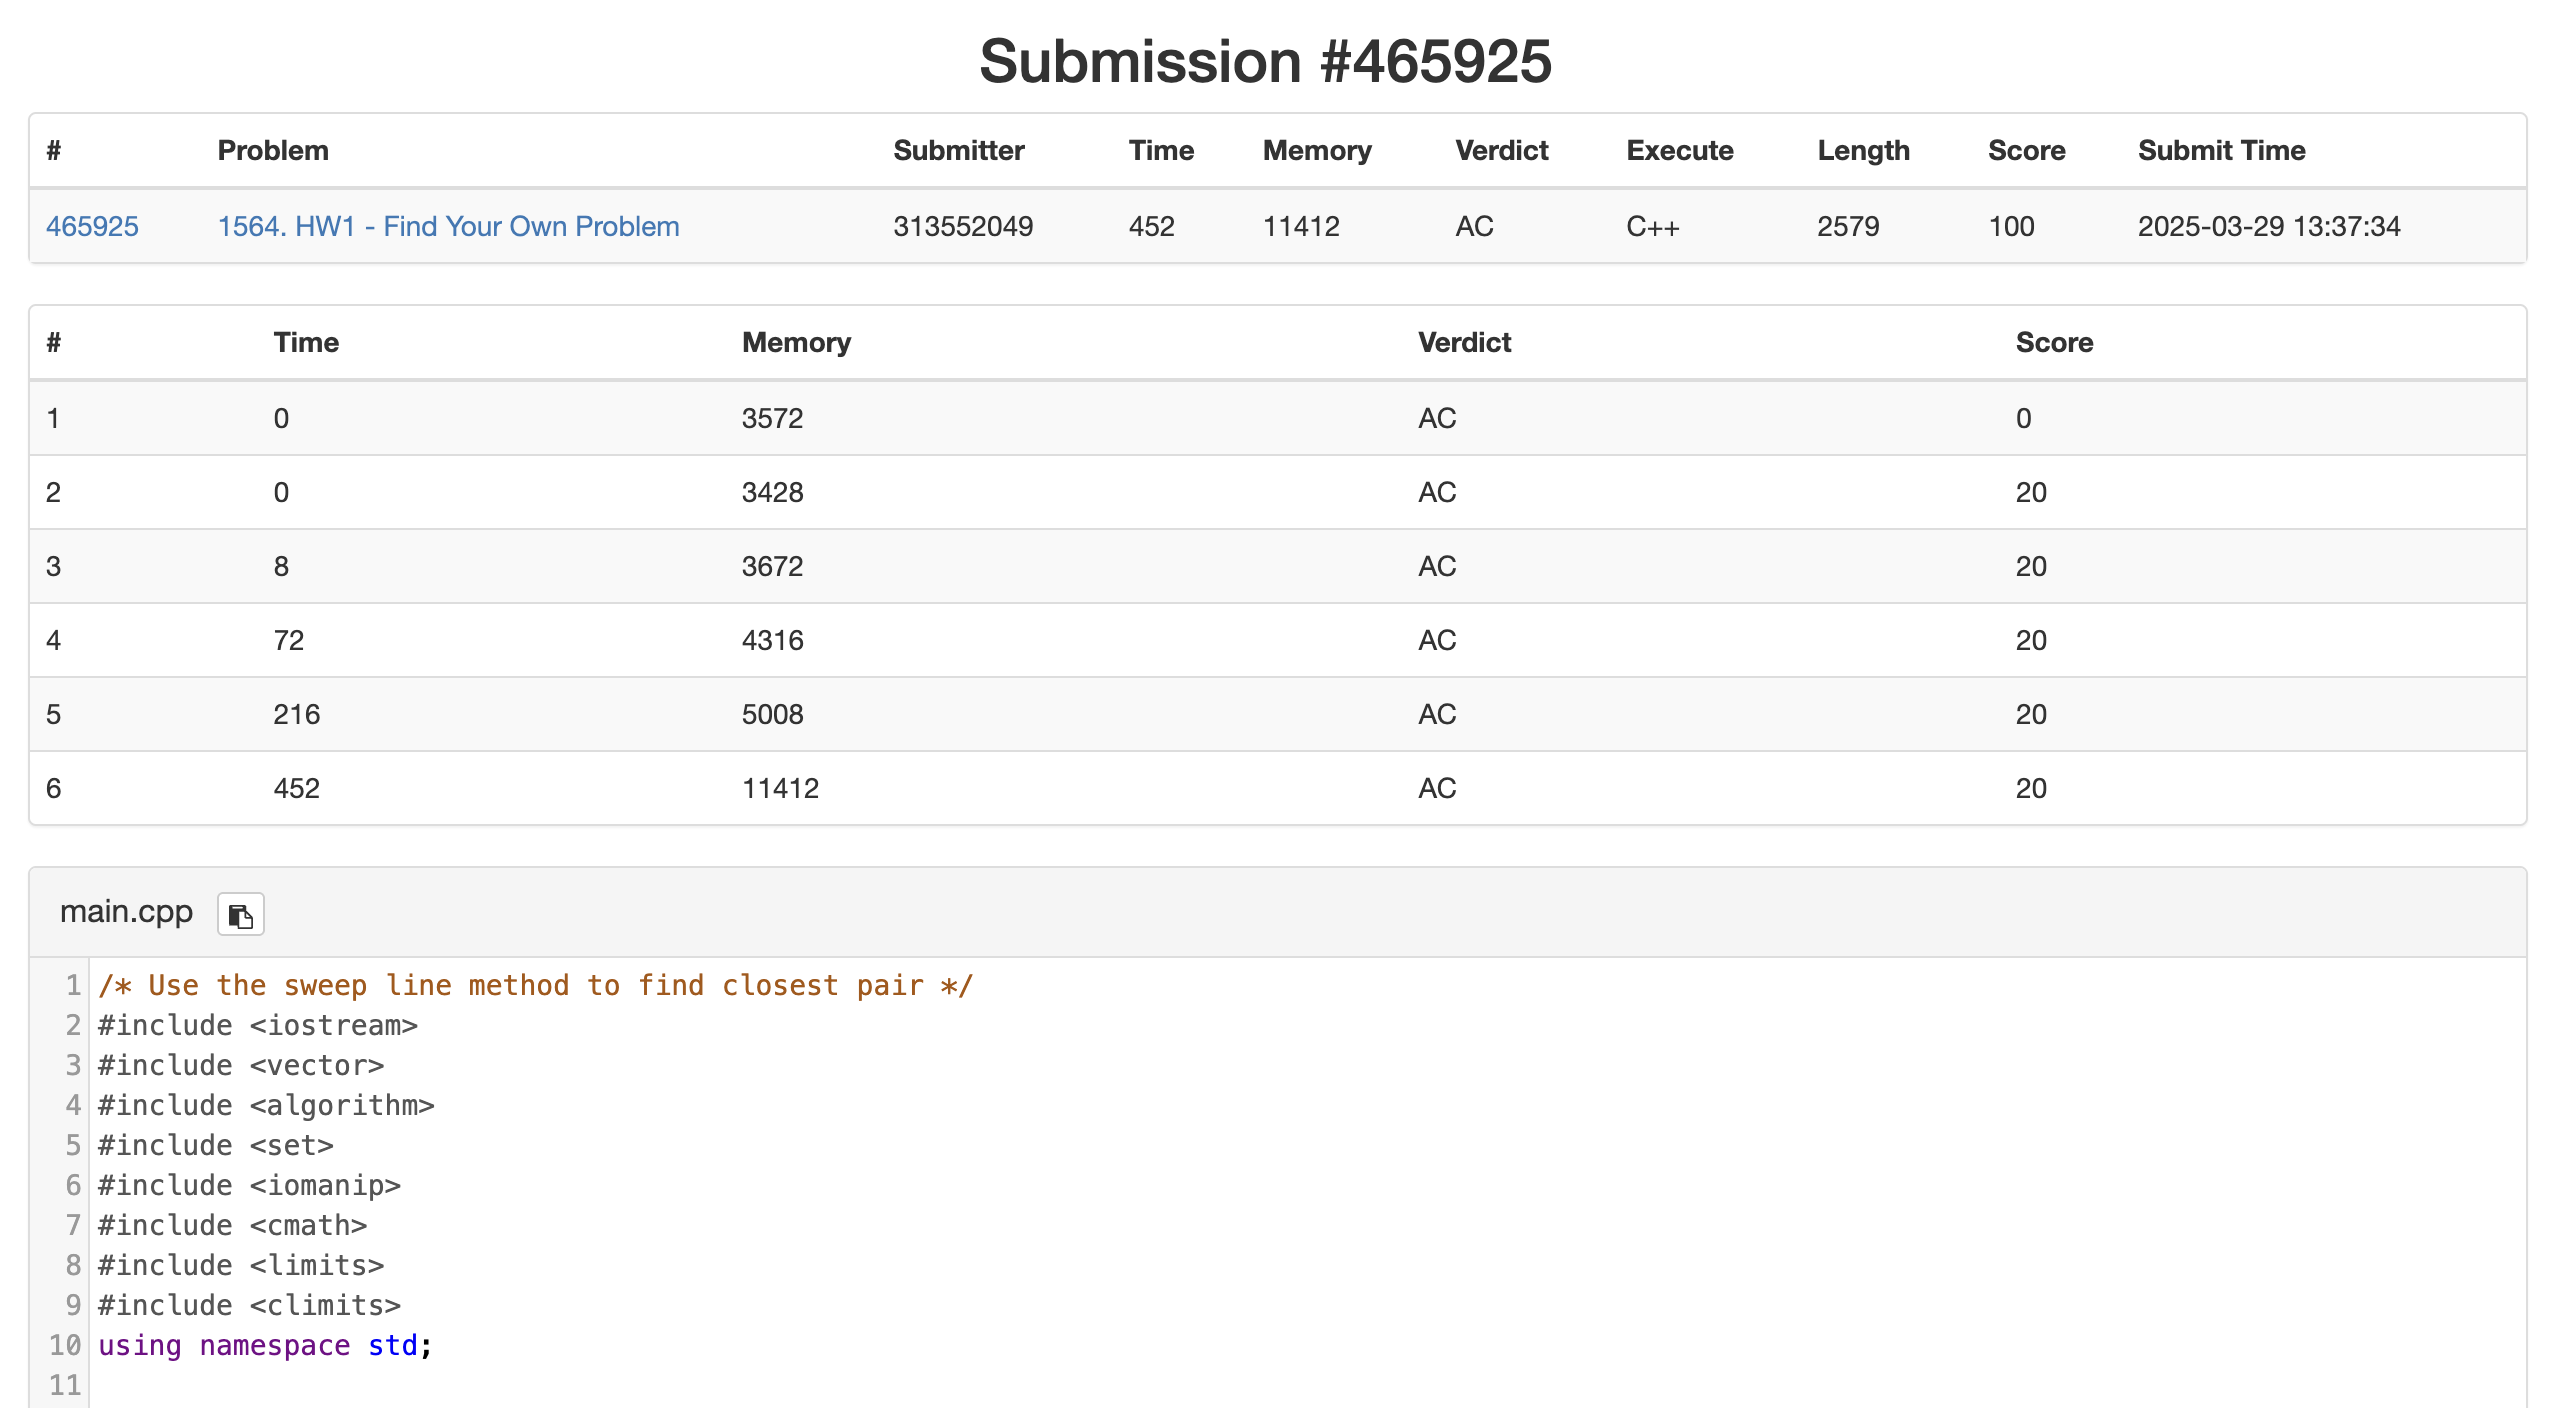 Submission #465925
# Problem Submitter Time Memory Verdict Execute Length Score Submit Time
465925 1564. HW1 - Find Your Own Problem 313552049 452 11412 AC C++ 2579 100 2025-03-29 13:37:34
# Time Memory Verdict Score
1 0 3572 AC 0
2 0 3428 AC 20
3 8 3672 AC 20
4 72 4316 AC 20
5 216 5008 AC 20
6 452 11412 AC 20
main.cpp
1 /* Use the sweep line method to find closest pair */
2 #include <iostream>
3 #include <vector>
4 #include <algorithm>
5 #include <set>
6 #include <iomanip>
7 #include <cmath>
8 #include <limits>
9 #include <climits>
10 using namespace std;
11